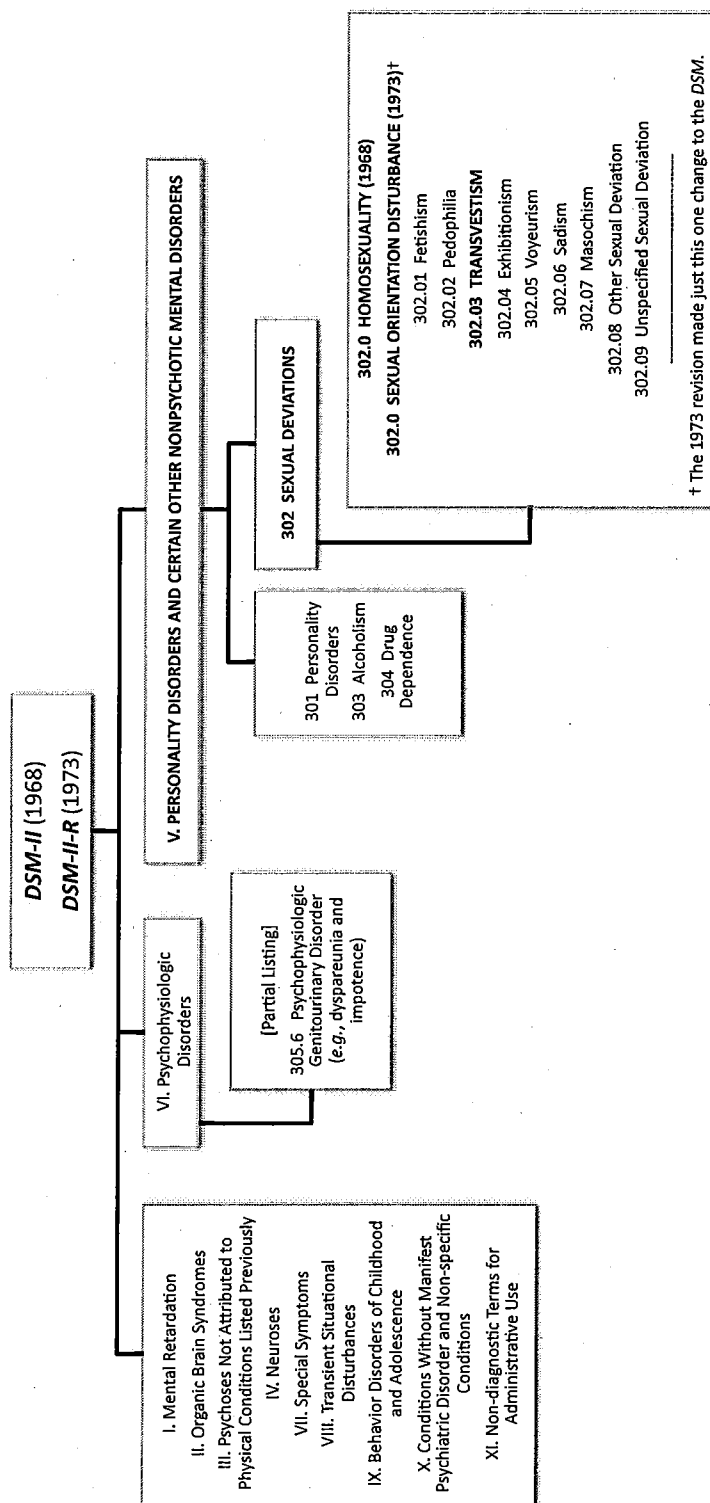 DSM-II (1968)
DSM-II-R (1973)
I. Mental Retardation
II. Organic Brain Syndromes
III. Psychoses Not Attributed to
Physical Conditions Listed Previously
IV. Neuroses
VII. Special Symptoms
VIII. Transient Situational
Disturbances
IX. Behavior Disorders of Childhood
and Adolescence
X. Conditions Without Manifest
Psychiatric Disorder and Non-specific
Conditions
XI. Non-diagnostic Terms for
Administrative Use
VI. Psychophysiologic
Disorders
[Partial Listing]
305.6 Psychophysiologic
Genitourinary Disorder
(e.g., dyspareunia and
impotence)
V. PERSONALITY DISORDERS AND CERTAIN OTHER NONPSYCHOTIC MENTAL DISORDERS
301 Personality
Disorders
303 Alcoholism
304 Drug
Dependence
302 SEXUAL DEVIATIONS
302.0 HOMOSEXUALITY (1968)
302.0 SEXUAL ORIENTATION DISTURBANCE (1973)†
302.01 Fetishism
302.02 Pedophilia
302.03 TRANSVESTISM
302.04 Exhibitionism
302.05 Voyeurism
302.06 Sadism
302.07 Masochism
302.08 Other Sexual Deviation
302.09 Unspecified Sexual Deviation
† The 1973 revision made just this one change to the DSM.